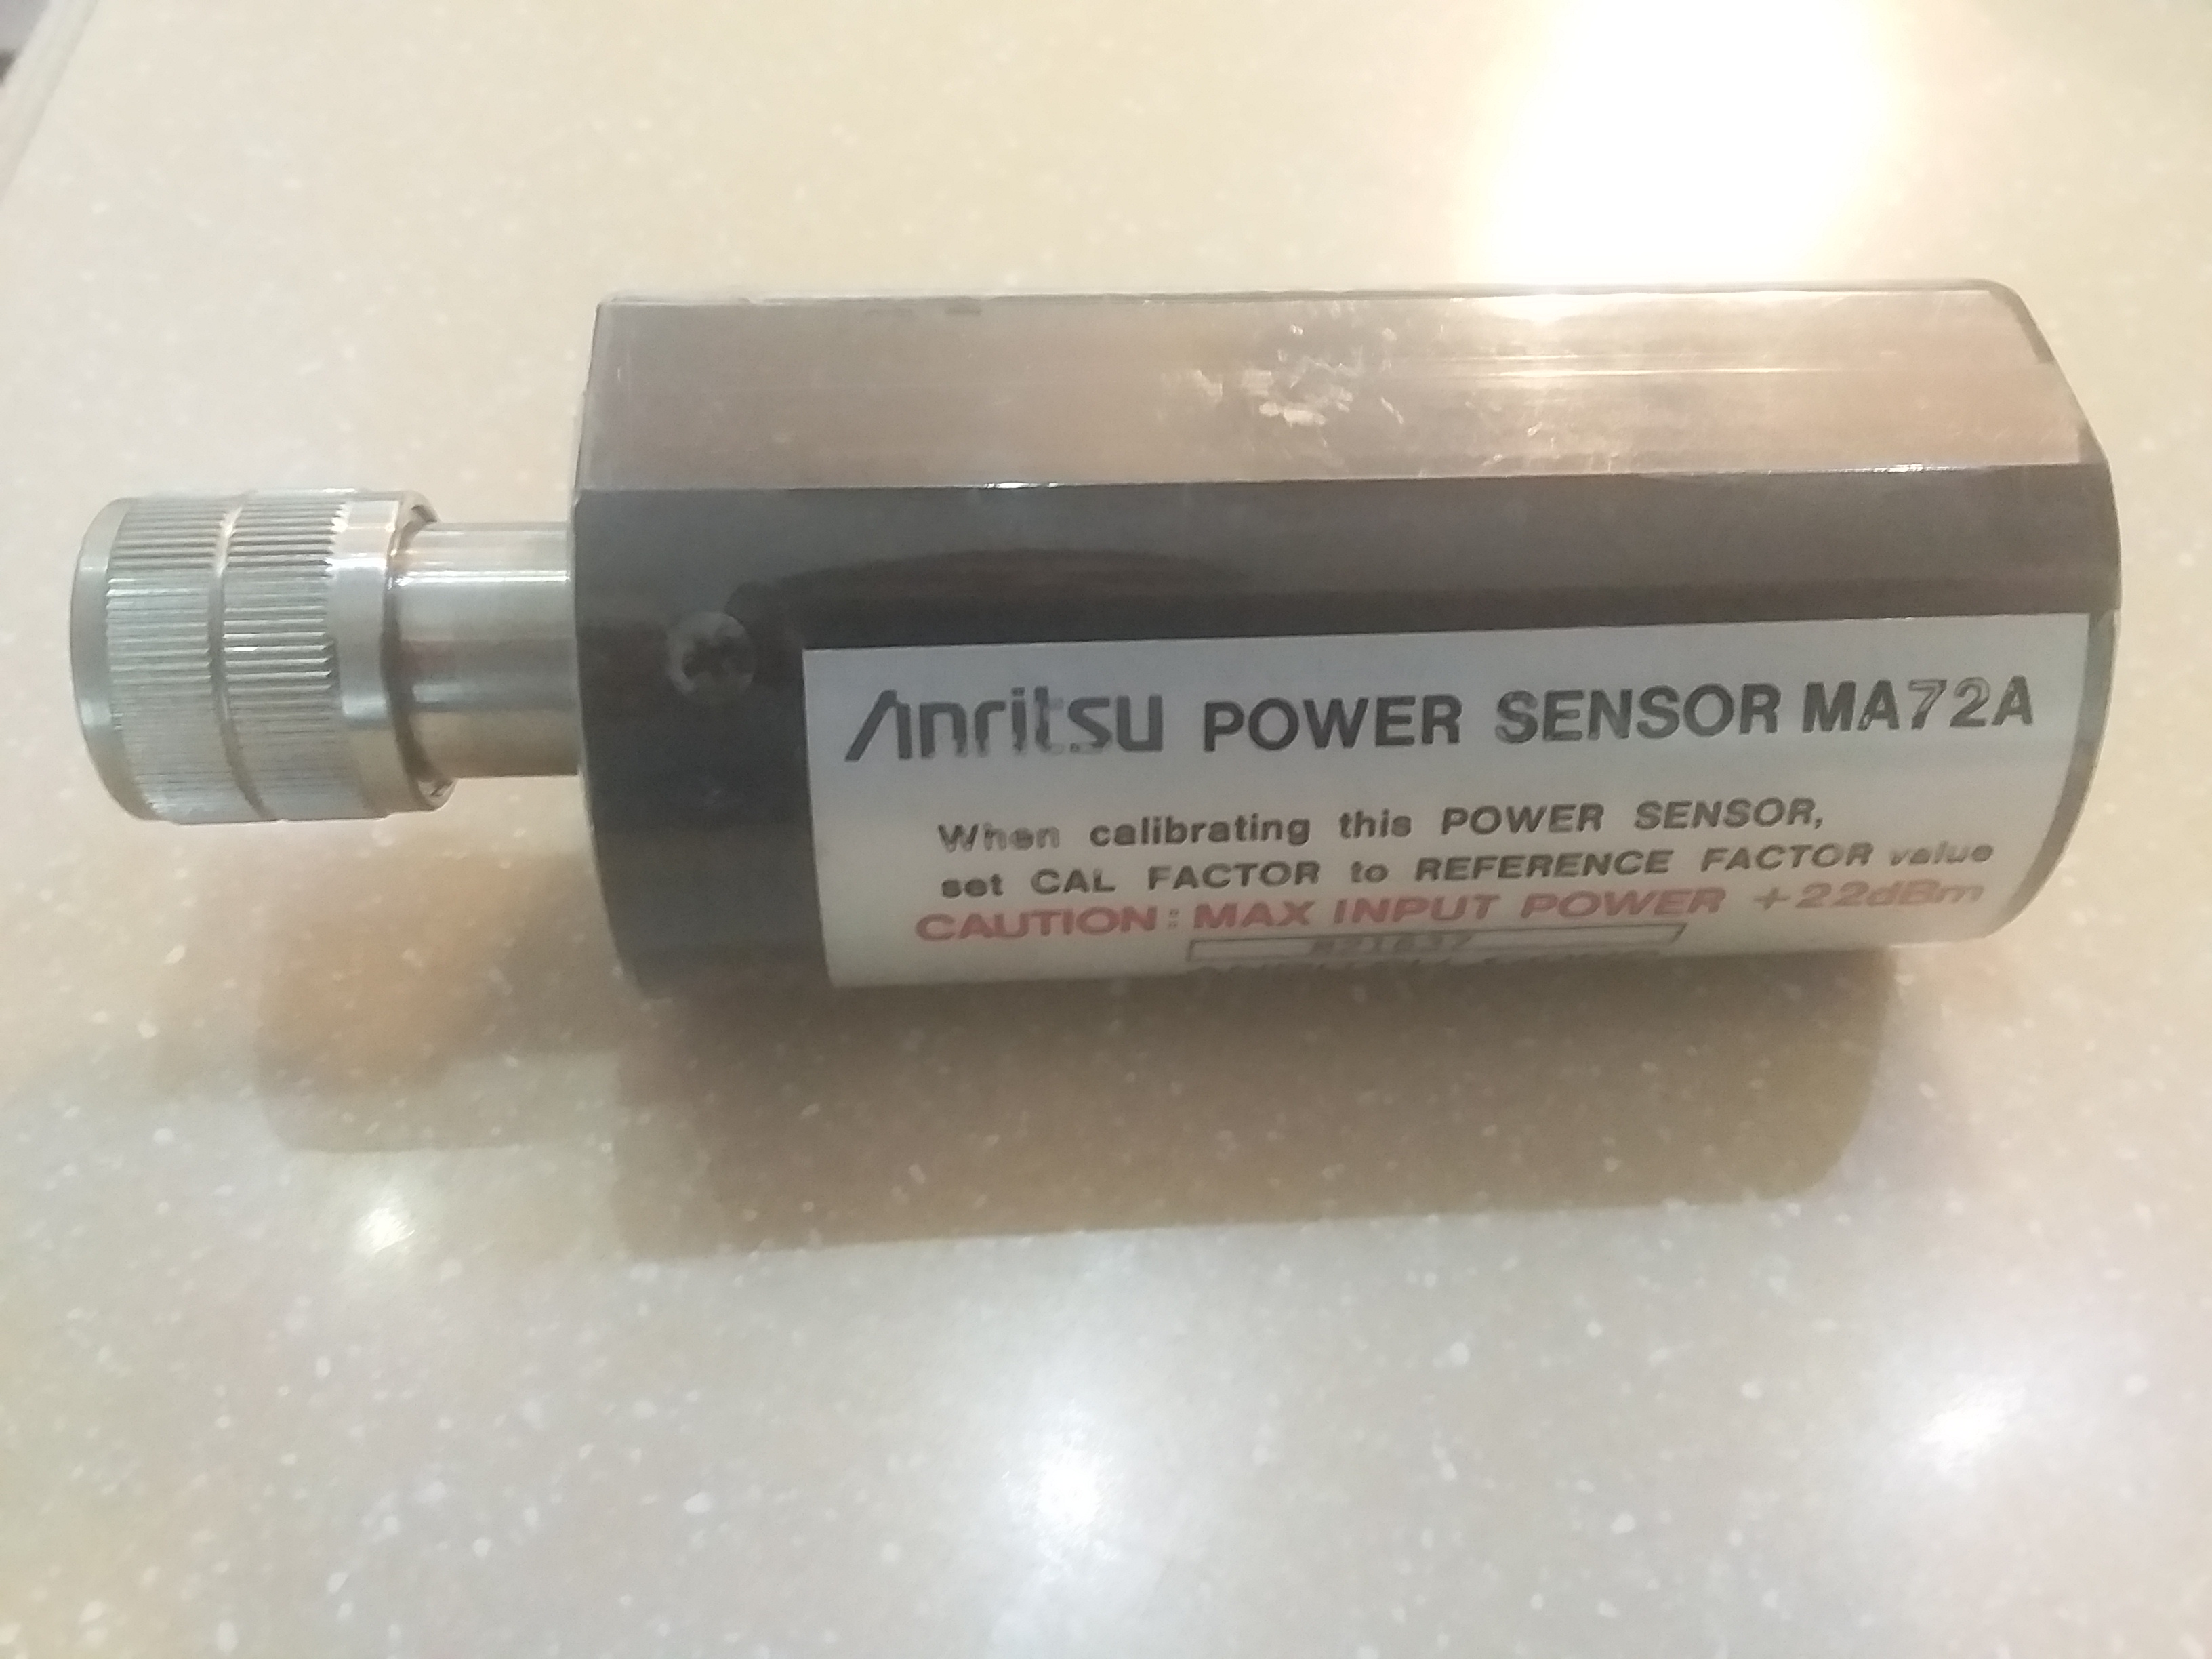 Anritsu POWER SENSOR MA72A
When calibrating this POWER SENSOR,
set CAL FACTOR to REFERENCE FACTOR value
CAUTION: MAX INPUT POWER +22dBm